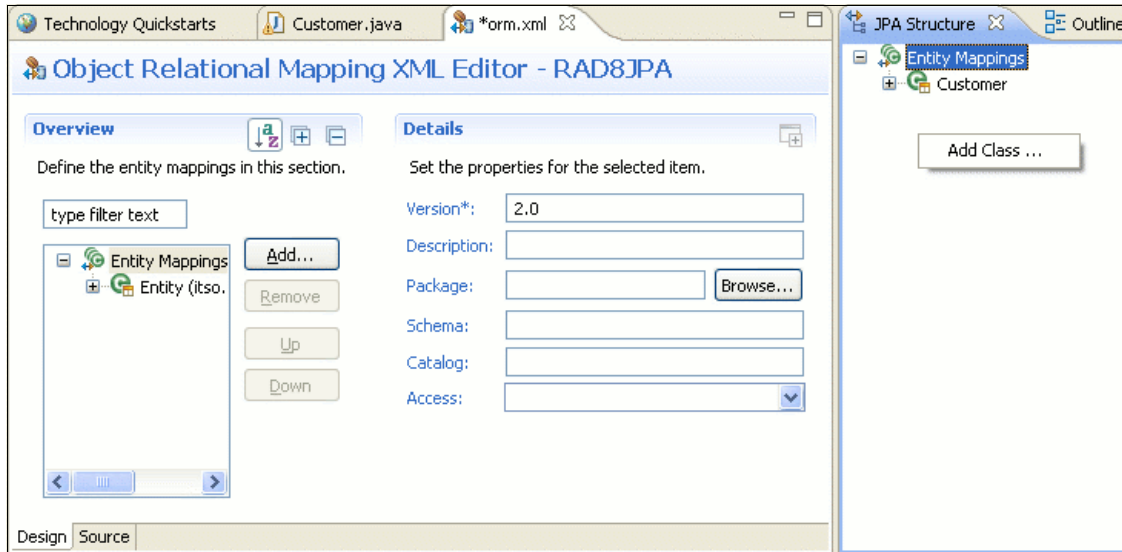 Technology Quickstarts
Customer.java
*orm.xml
JPA Structure
Outline
Object Relational Mapping XML Editor - RAD8JPA
Entity Mappings
Customer
Add Class ...
Overview
Define the entity mappings in this section.
type filter text
Entity Mappings
Entity (itso.
Add...
Remove
Up
Down
Details
Set the properties for the selected item.
Version*: 2.0
Description:
Package: Browse...
Schema:
Catalog:
Access:
Design Source